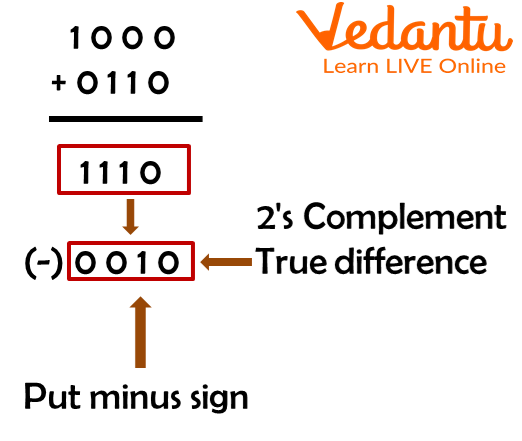 1 0 0 0
Vedantu
Learn LIVE Online
+ 0 1 1 0
1 1 1 0
(-) 0 0 1 0
2's Complement
True difference
Put minus sign